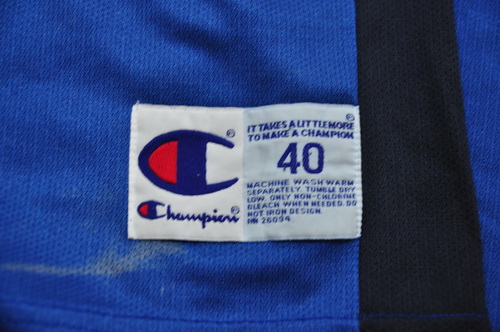 IT TAKES A LITTLE MORE
TO MAKE A CHAMPION
®
40
MACHINE WASH WARM
SEPARATELY. TUMBLE DRY
LOW. ONLY NON-CHLORINE
BLEACH WHEN NEEDED. DO
NOT IRON DESIGN.
RN 26094
®
Champion®